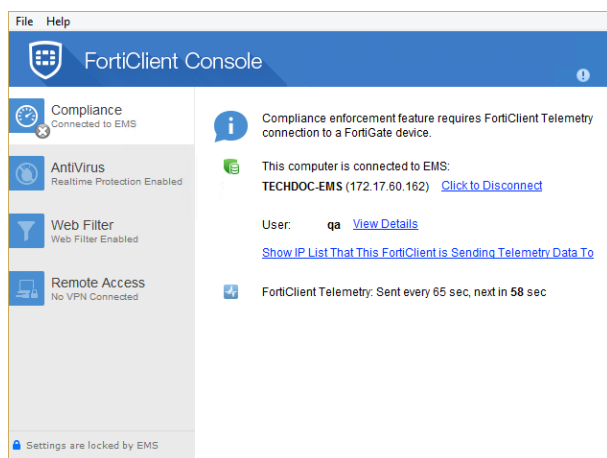 File Help
FortiClient Console
Compliance
Connected to EMS
AntiVirus
Realtime Protection Enabled
Web Filter
Web Filter Enabled
Remote Access
No VPN Connected
Settings are locked by EMS
Compliance enforcement feature requires FortiClient Telemetry
connection to a FortiGate device.
This computer is connected to EMS:
TECHDOC-EMS (172.17.60.162) Click to Disconnect
User: qa View Details
Show IP List That This FortiClient is Sending Telemetry Data To
FortiClient Telemetry: Sent every 65 sec, next in 58 sec